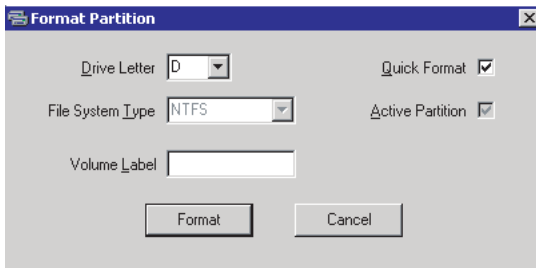 Format Partition
Drive Letter D Quick Format
File System Type NTFS Active Partition
Volume Label
Format Cancel